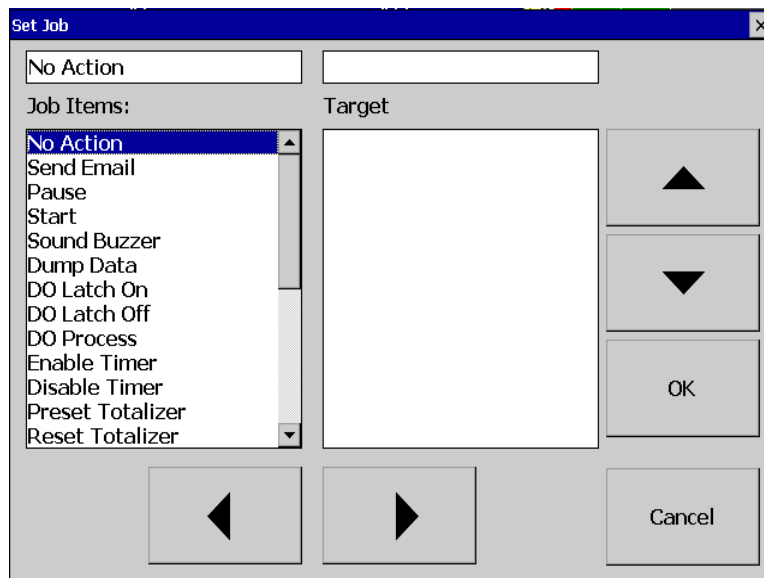 Set Job
No Action
Job Items:
Target
No Action
Send Email
Pause
Start
Sound Buzzer
Dump Data
DO Latch On
DO Latch Off
DO Process
Enable Timer
Disable Timer
Preset Totalizer
Reset Totalizer
OK
Cancel